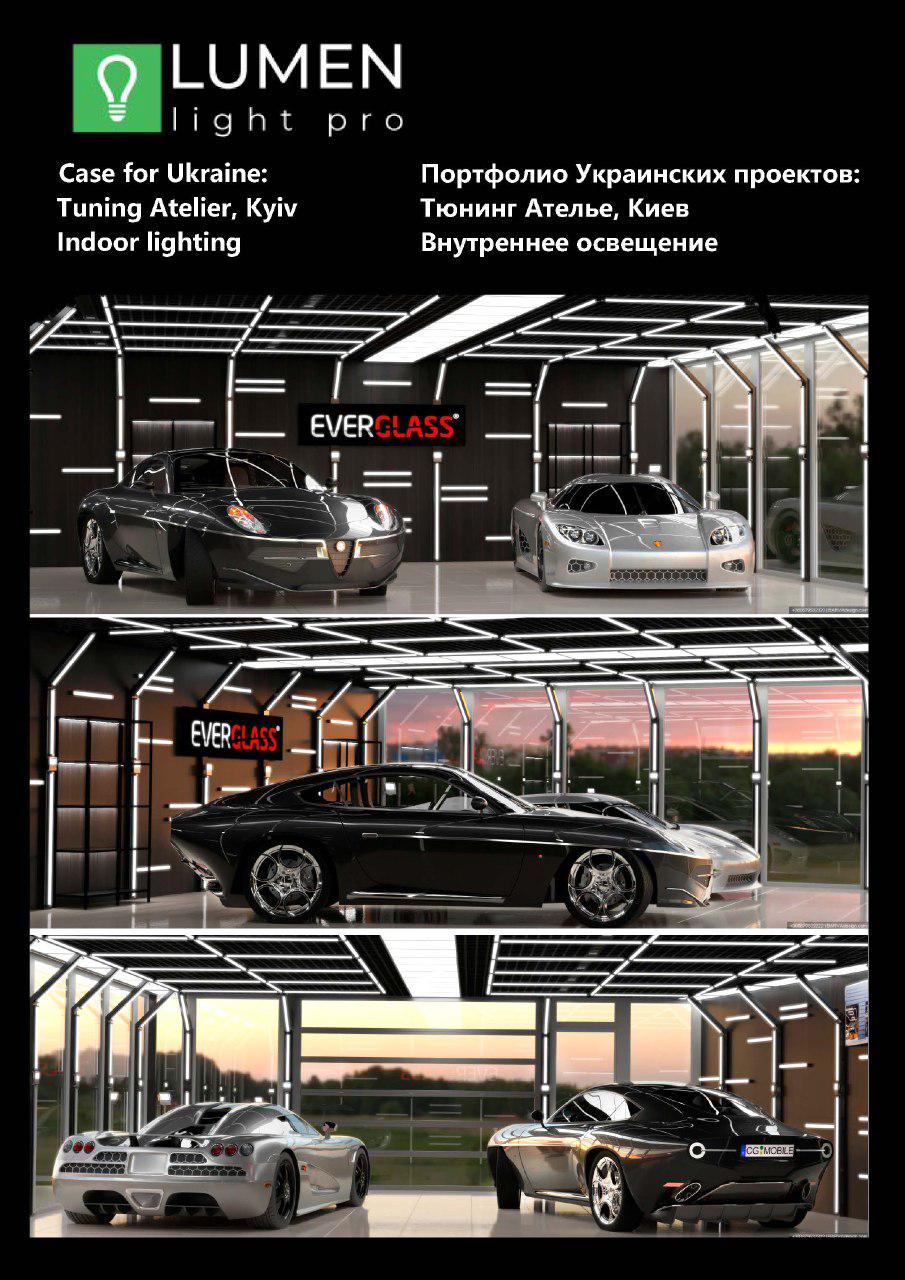 LUMEN
light pro
Case for Ukraine:
Tuning Atelier, Kyiv
Indoor lighting
Портфолио Украинских проектов:
Тюнинг Ателье, Киев
Внутреннее освещение
EVERGLASS®
EVERGLASS®
CG MOBILE